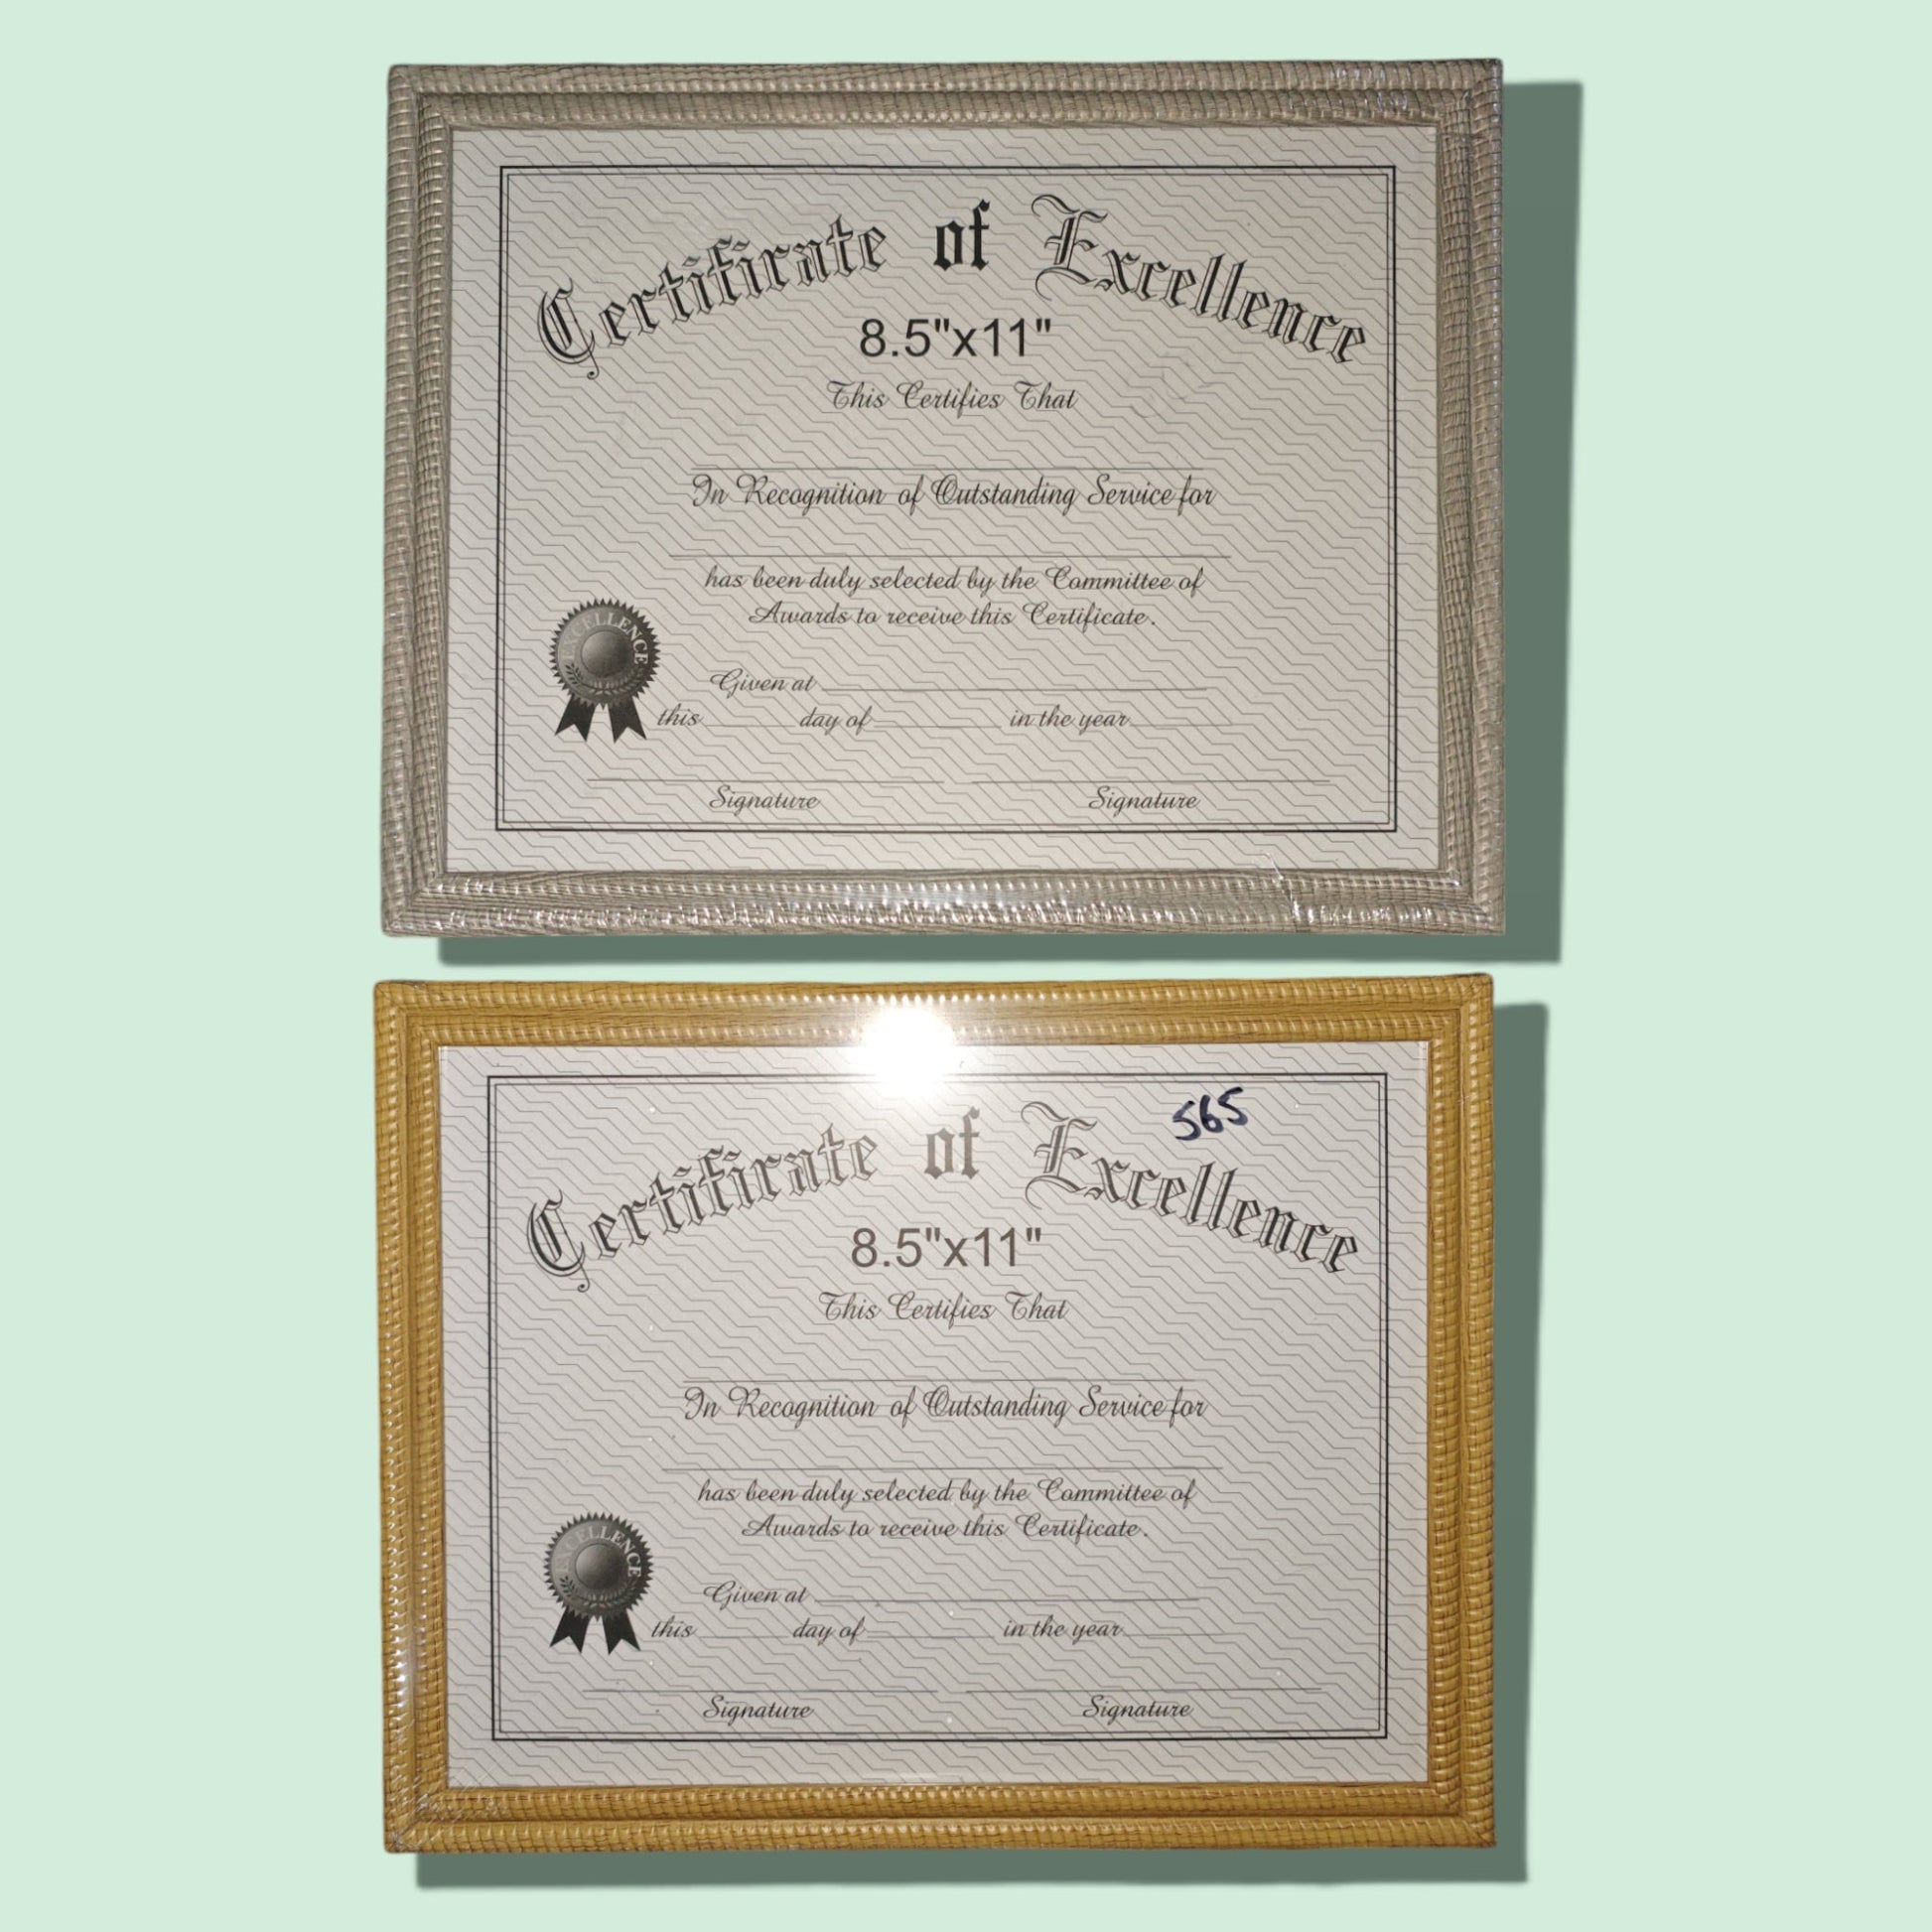 Certificate of Excellence
8.5"x11"
This Certifies That
In Recognition of Outstanding Service for
has been duly selected by the Committee of
Awards to receive this Certificate.
EXCELLENCE
Given at
this day of in the year
Signature Signature
565
Certificate of Excellence
8.5"x11"
This Certifies That
In Recognition of Outstanding Service for
has been duly selected by the Committee of
Awards to receive this Certificate.
EXCELLENCE
Given at
this day of in the year
Signature Signature